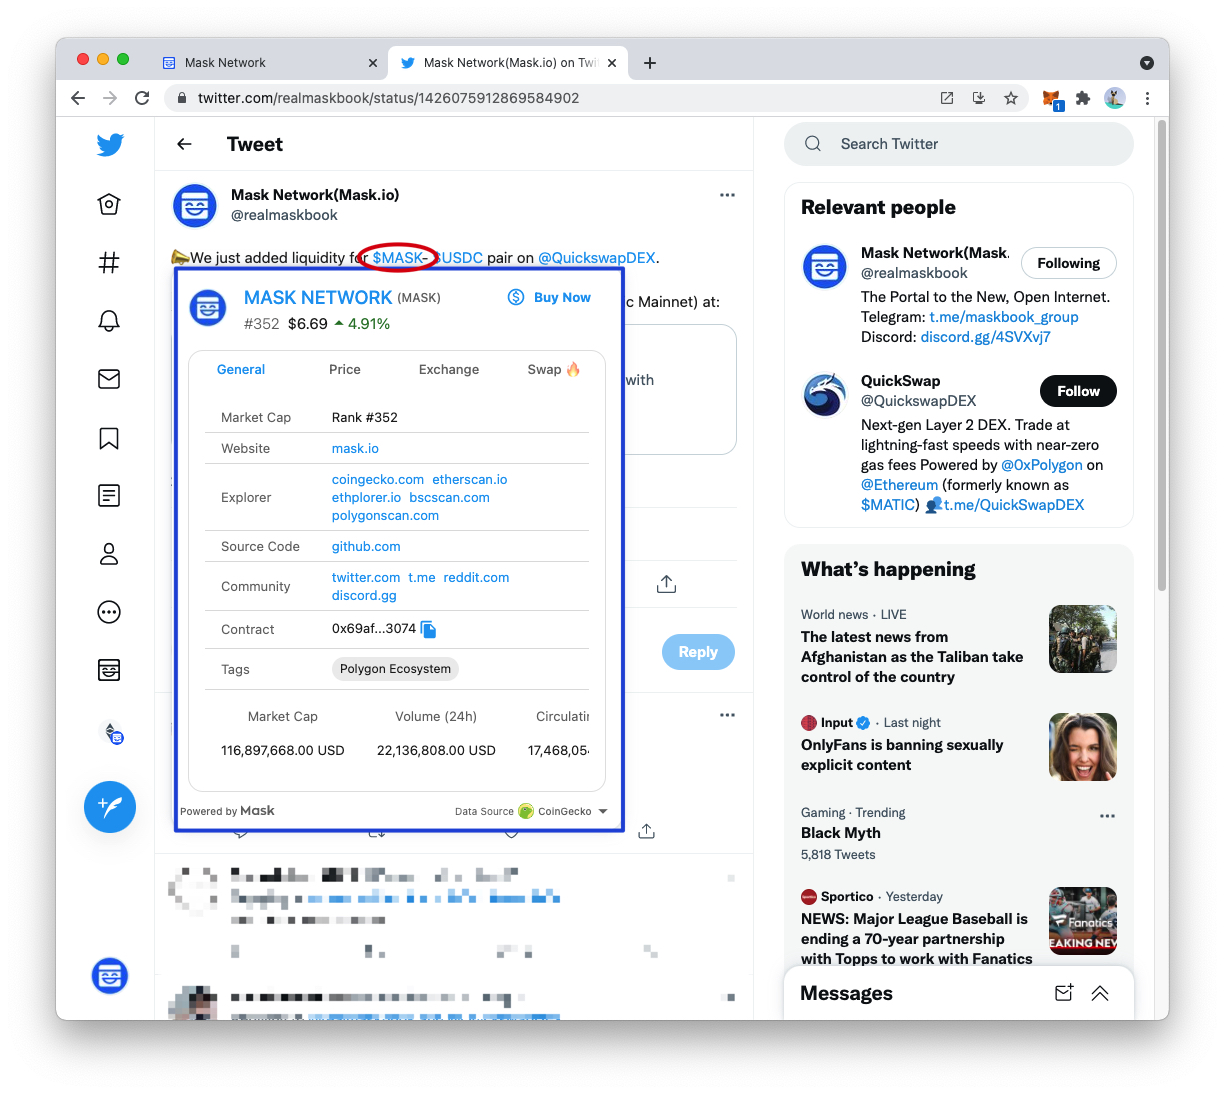 Mask Network
Mask Network(Mask.io) on Twi
twitter.com/realmaskbook/status/1426075912869584902
1
Tweet
Mask Network(Mask.io)
@realmaskbook
We just added liquidity for $MASK- $USDC pair on @QuickswapDEX.
c Mainnet) at:
with
MASK NETWORK (MASK)
Buy Now
#352 $6.69 4.91%
General Price Exchange Swap
Market Cap Rank #352
Website mask.io
Explorer
coingecko.com etherscan.io
ethplorer.io bscscan.com
polygonscan.com
Source Code github.com
Community
twitter.com t.me reddit.com
discord.gg
Contract 0x69af...3074
Tags Polygon Ecosystem
Market Cap Volume (24h) Circulatin
116,897,668.00 USD 22,136,808.00 USD 17,468,054
Powered by Mask
Data Source CoinGecko
Reply
Search Twitter
Relevant people
Mask Network(Mask.
@realmaskbook
Following
The Portal to the New, Open Internet.
Telegram: t.me/maskbook_group
Discord: discord.gg/4SVXvj7
QuickSwap
@QuickswapDEX
Follow
Next-gen Layer 2 DEX. Trade at
lightning-fast speeds with near-zero
gas fees Powered by @0xPolygon on
@Ethereum (formerly known as
$MATIC) t.me/QuickSwapDEX
What's happening
World news · LIVE
The latest news from
Afghanistan as the Taliban take
control of the country
Input · Last night
OnlyFans is banning sexually
explicit content
Gaming · Trending
Black Myth
5,818 Tweets
Sportico · Yesterday
NEWS: Major League Baseball is
ending a 70-year partnership
with Topps to work with Fanatics
Fanatics
EAKING NEW
Messages